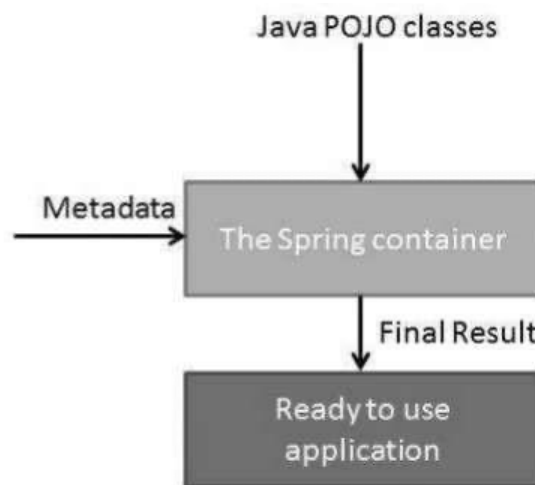 Java POJO classes
Metadata
The Spring container
Final Result
Ready to use
application